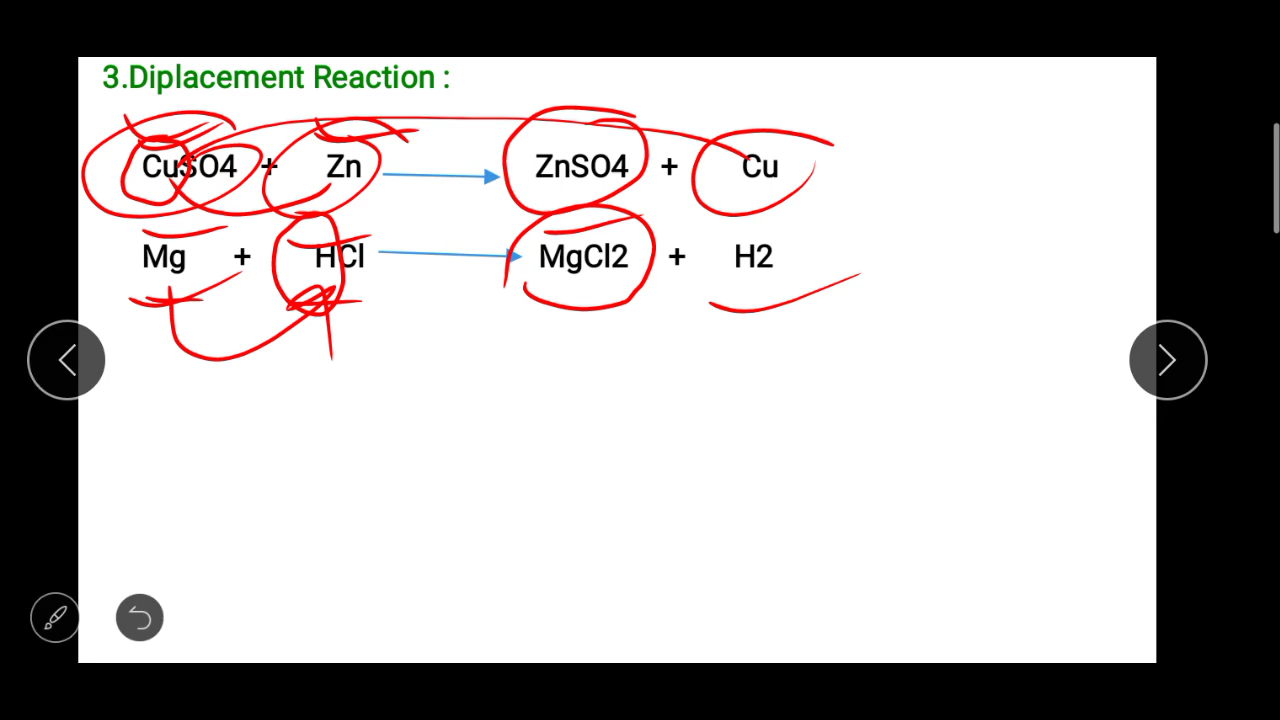 3.Diplacement Reaction :
CuSO4 + Zn → ZnSO4 + Cu
Mg + HCl → MgCl2 + H2